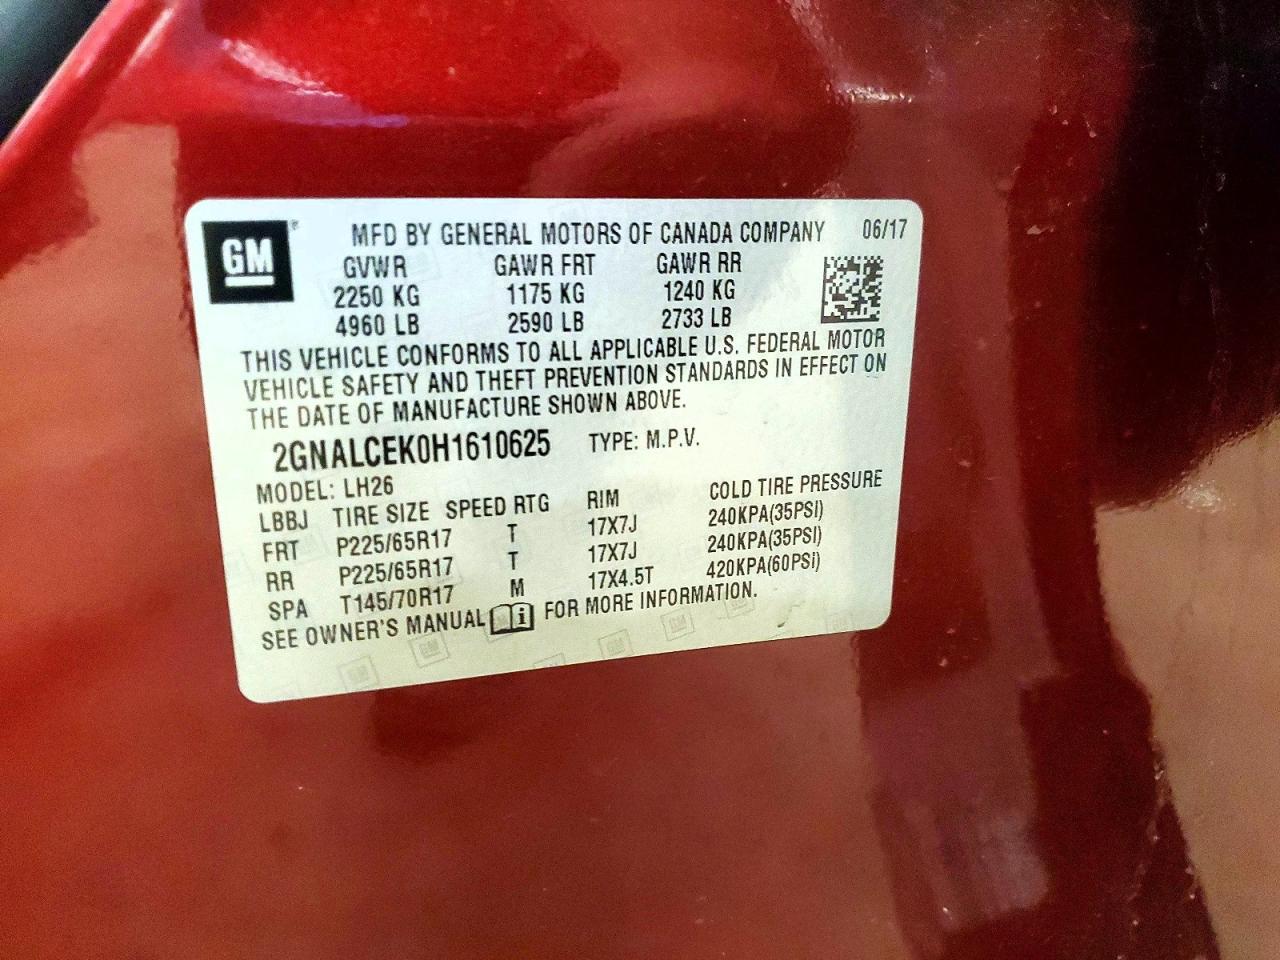 GM ® MFD BY GENERAL MOTORS OF CANADA COMPANY 06/17
GVWR GAWR FRT GAWR RR
2250 KG 1175 KG 1240 KG
4960 LB 2590 LB 2733 LB
THIS VEHICLE CONFORMS TO ALL APPLICABLE U.S. FEDERAL MOTOR
VEHICLE SAFETY AND THEFT PREVENTION STANDARDS IN EFFECT ON
THE DATE OF MANUFACTURE SHOWN ABOVE.
2GNALCEK0H1610625 TYPE: M.P.V.
MODEL: LH26
LBBJ TIRE SIZE SPEED RTG RIM COLD TIRE PRESSURE
FRT P225/65R17 T 17X7J 240KPA(35PSI)
RR P225/65R17 T 17X7J 240KPA(35PSI)
SPA T145/70R17 M 17X4.5T 420KPA(60PSI)
SEE OWNER'S MANUAL i FOR MORE INFORMATION.